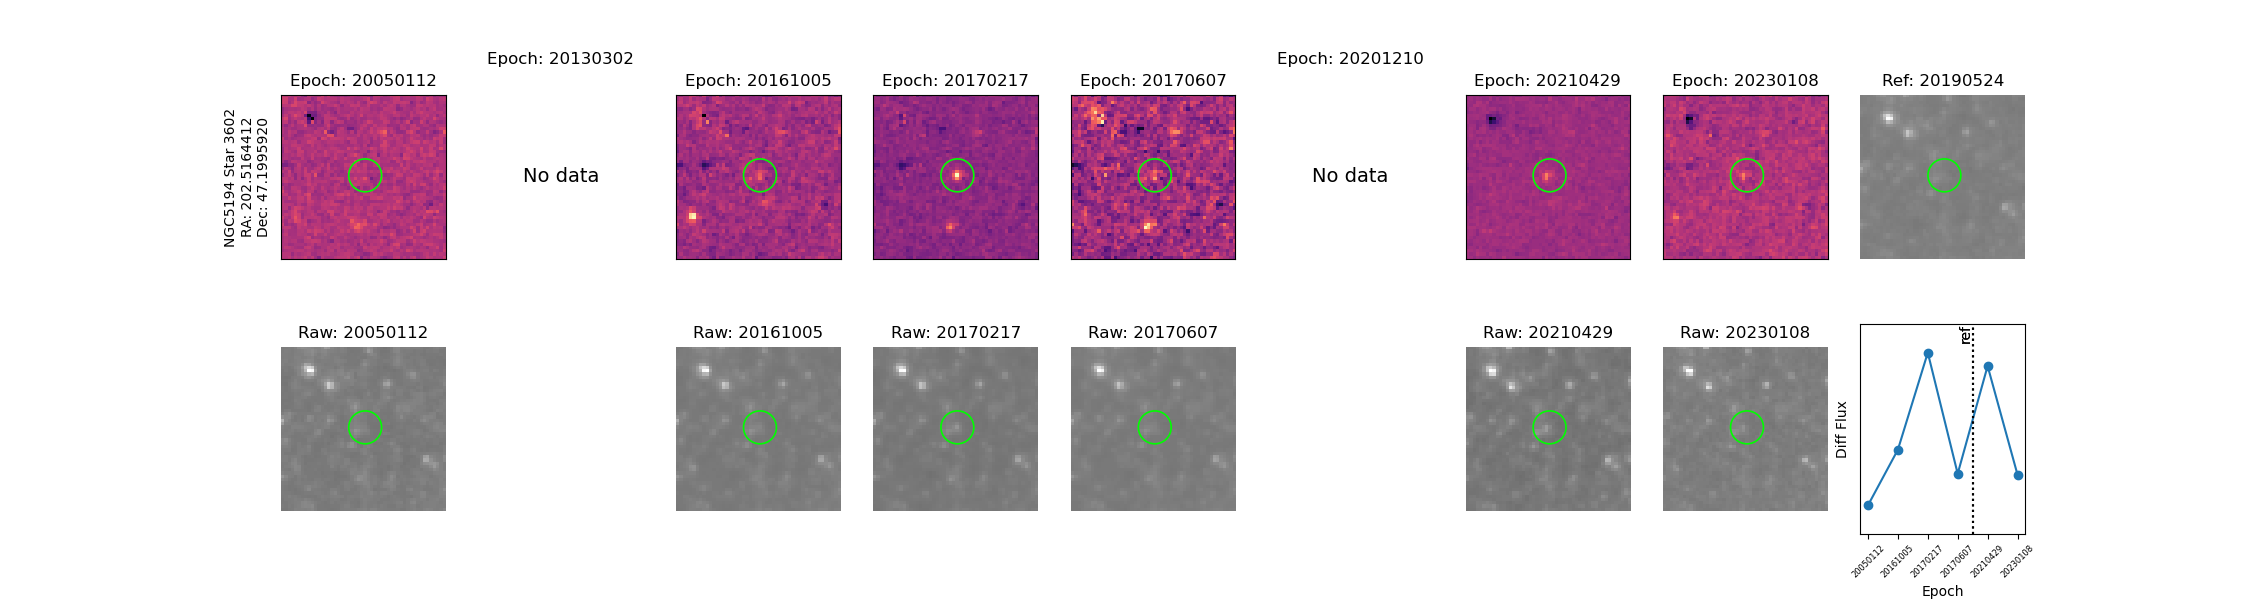 Epoch: 20050112
Epoch: 20130302
Epoch: 20161005
Epoch: 20170217
Epoch: 20170607
Epoch: 20201210
Epoch: 20210429
Epoch: 20230108
Ref: 20190524
NGC5194 Star 3602
RA: 202.5164412
Dec: 47.1995920
No data
No data
Raw: 20050112
Raw: 20161005
Raw: 20170217
Raw: 20170607
Raw: 20210429
Raw: 20230108
ref
Diff Flux
20050112
20161005
20170217
20170607
20210429
20230108
Epoch